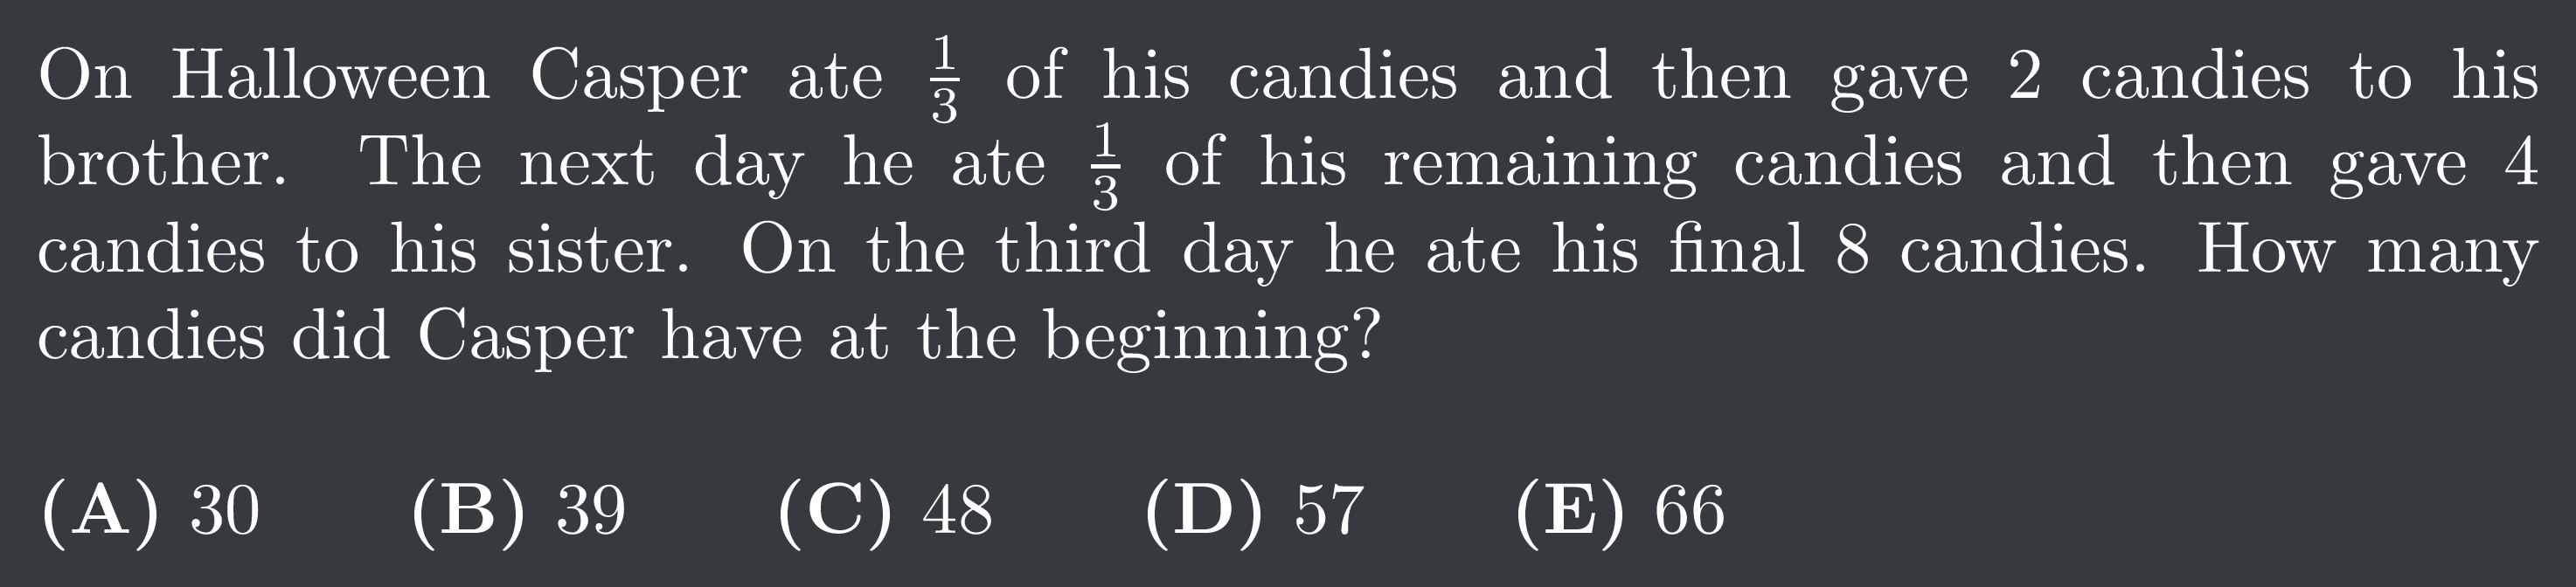 On Halloween Casper ate $\frac{1}{3}$ of his candies and then gave 2 candies to his
brother. The next day he ate $\frac{1}{3}$ of his remaining candies and then gave 4
candies to his sister. On the third day he ate his final 8 candies. How many
candies did Casper have at the beginning?
(A) 30 (B) 39 (C) 48 (D) 57 (E) 66